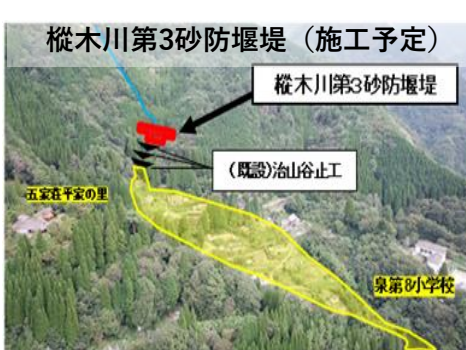 樅木川第3砂防堰堤（施工予定）
樅木川第3砂防堰堤
（既設）治山谷止工
五家荘平家の里
泉第8小学校